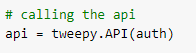 # calling the api
api = tweepy.API(auth)